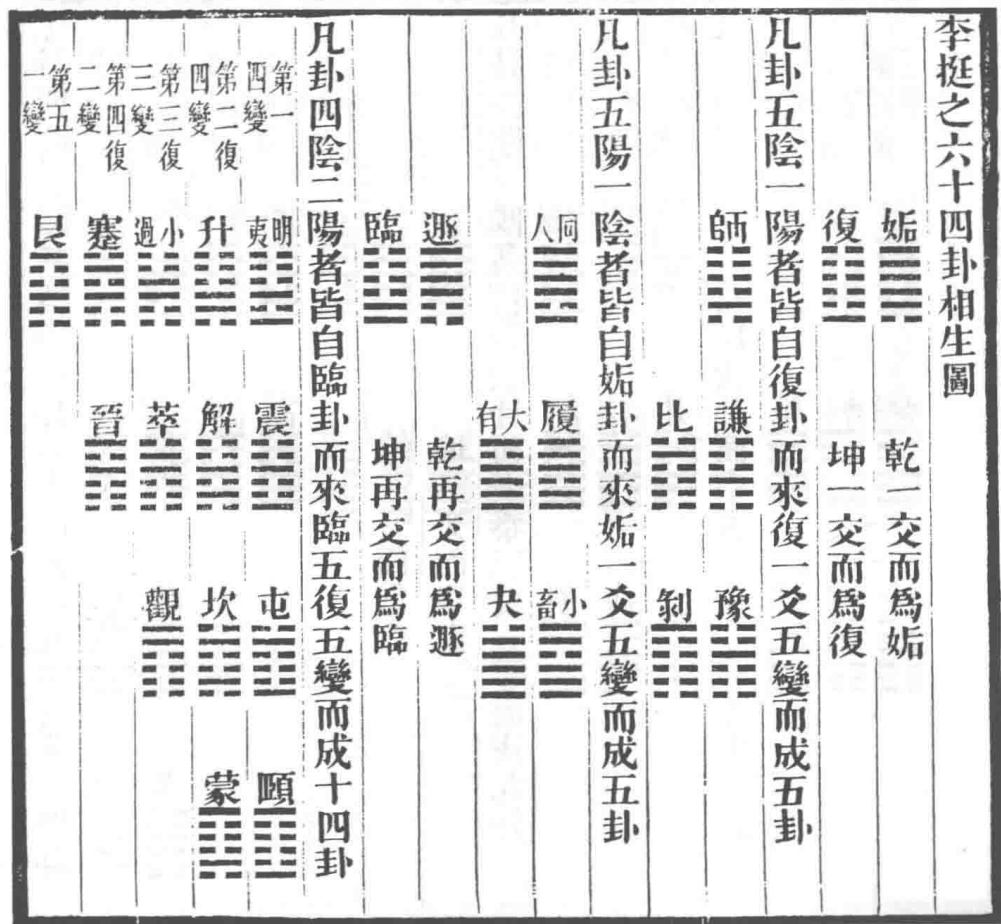 李挺之六十四卦相生圖
姤 乾一交而爲姤
復 坤一交而爲復
凡卦五陰一陽者皆自復卦而來復一爻五變而成五卦
師 謙 豫
比 剝
凡卦五陽一陰者皆自姤卦而來姤一爻五變而成五卦
同人 履 小畜
大有 夬
遯 乾再交而爲遯
臨 坤再交而爲臨
凡卦四陰二陽者皆自臨卦而來臨五復五變而成十四卦
第一四變 明夷 震 屯 頤
第二復四變 升 解 坎 蒙
第三復三變 小過 萃 觀
第四復二變 蹇 晉
第五一變 艮